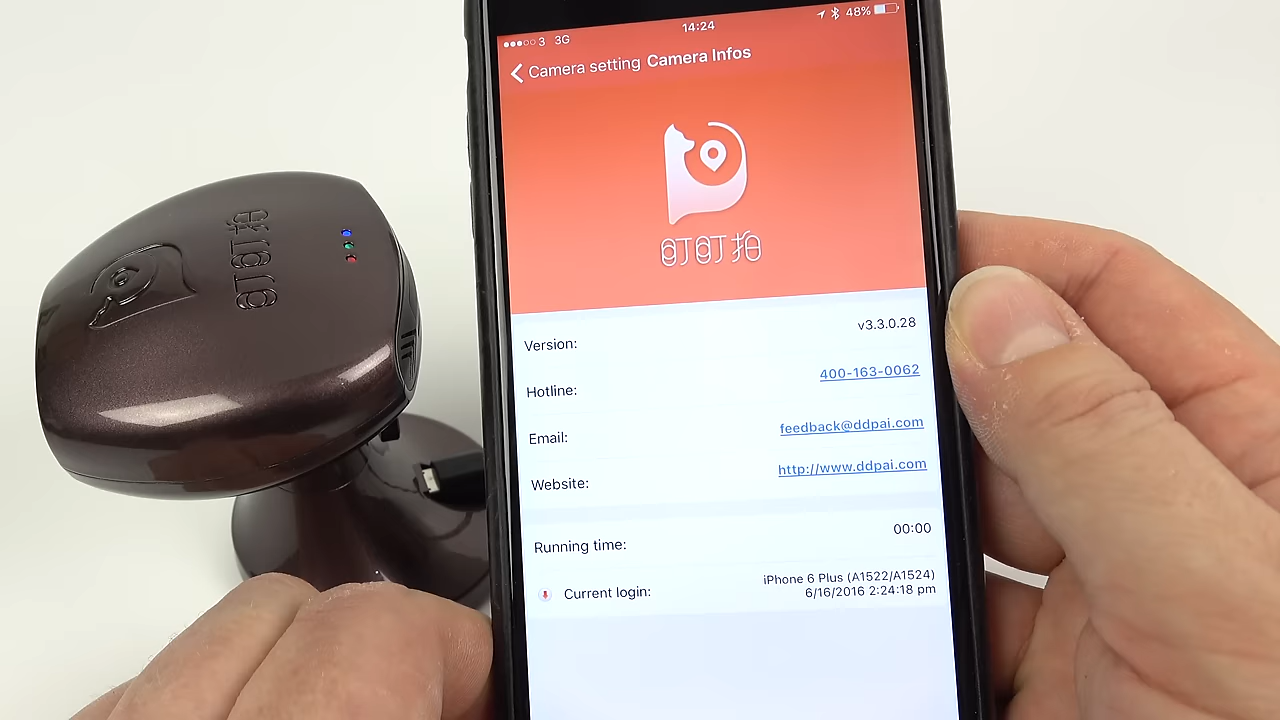 3 3G 14:24 48%
Camera setting Camera Infos
盯盯拍
盯盯拍
Version: v3.3.0.28
Hotline: 400-163-0062
Email: feedback@ddpai.com
Website: http://www.ddpai.com
Running time: 00:00
Current login: iPhone 6 Plus (A1522/A1524)
6/16/2016 2:24:18 pm